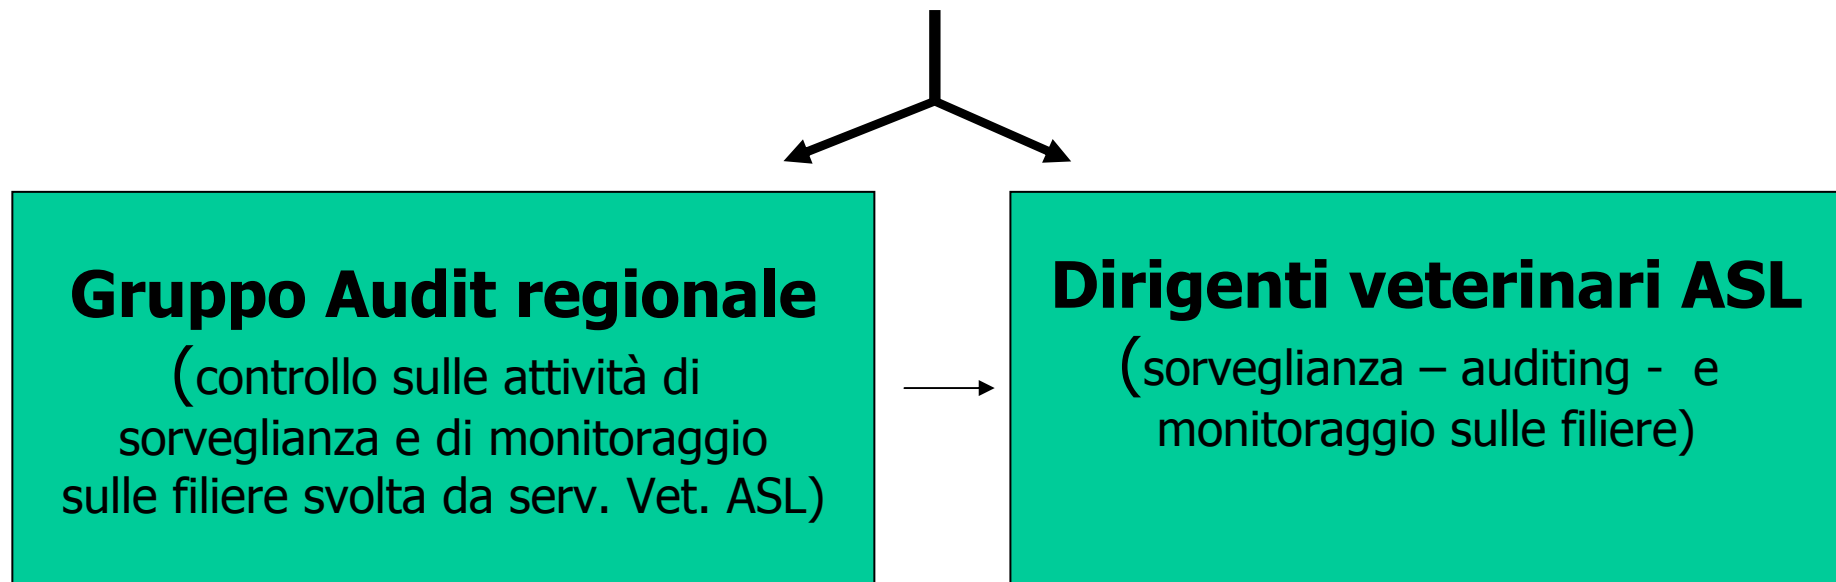 Gruppo Audit regionale
(controllo sulle attività di
sorveglianza e di monitoraggio
sulle filiere svolta da serv. Vet. ASL)
Dirigenti veterinari ASL
(sorveglianza – auditing - e
monitoraggio sulle filiere)